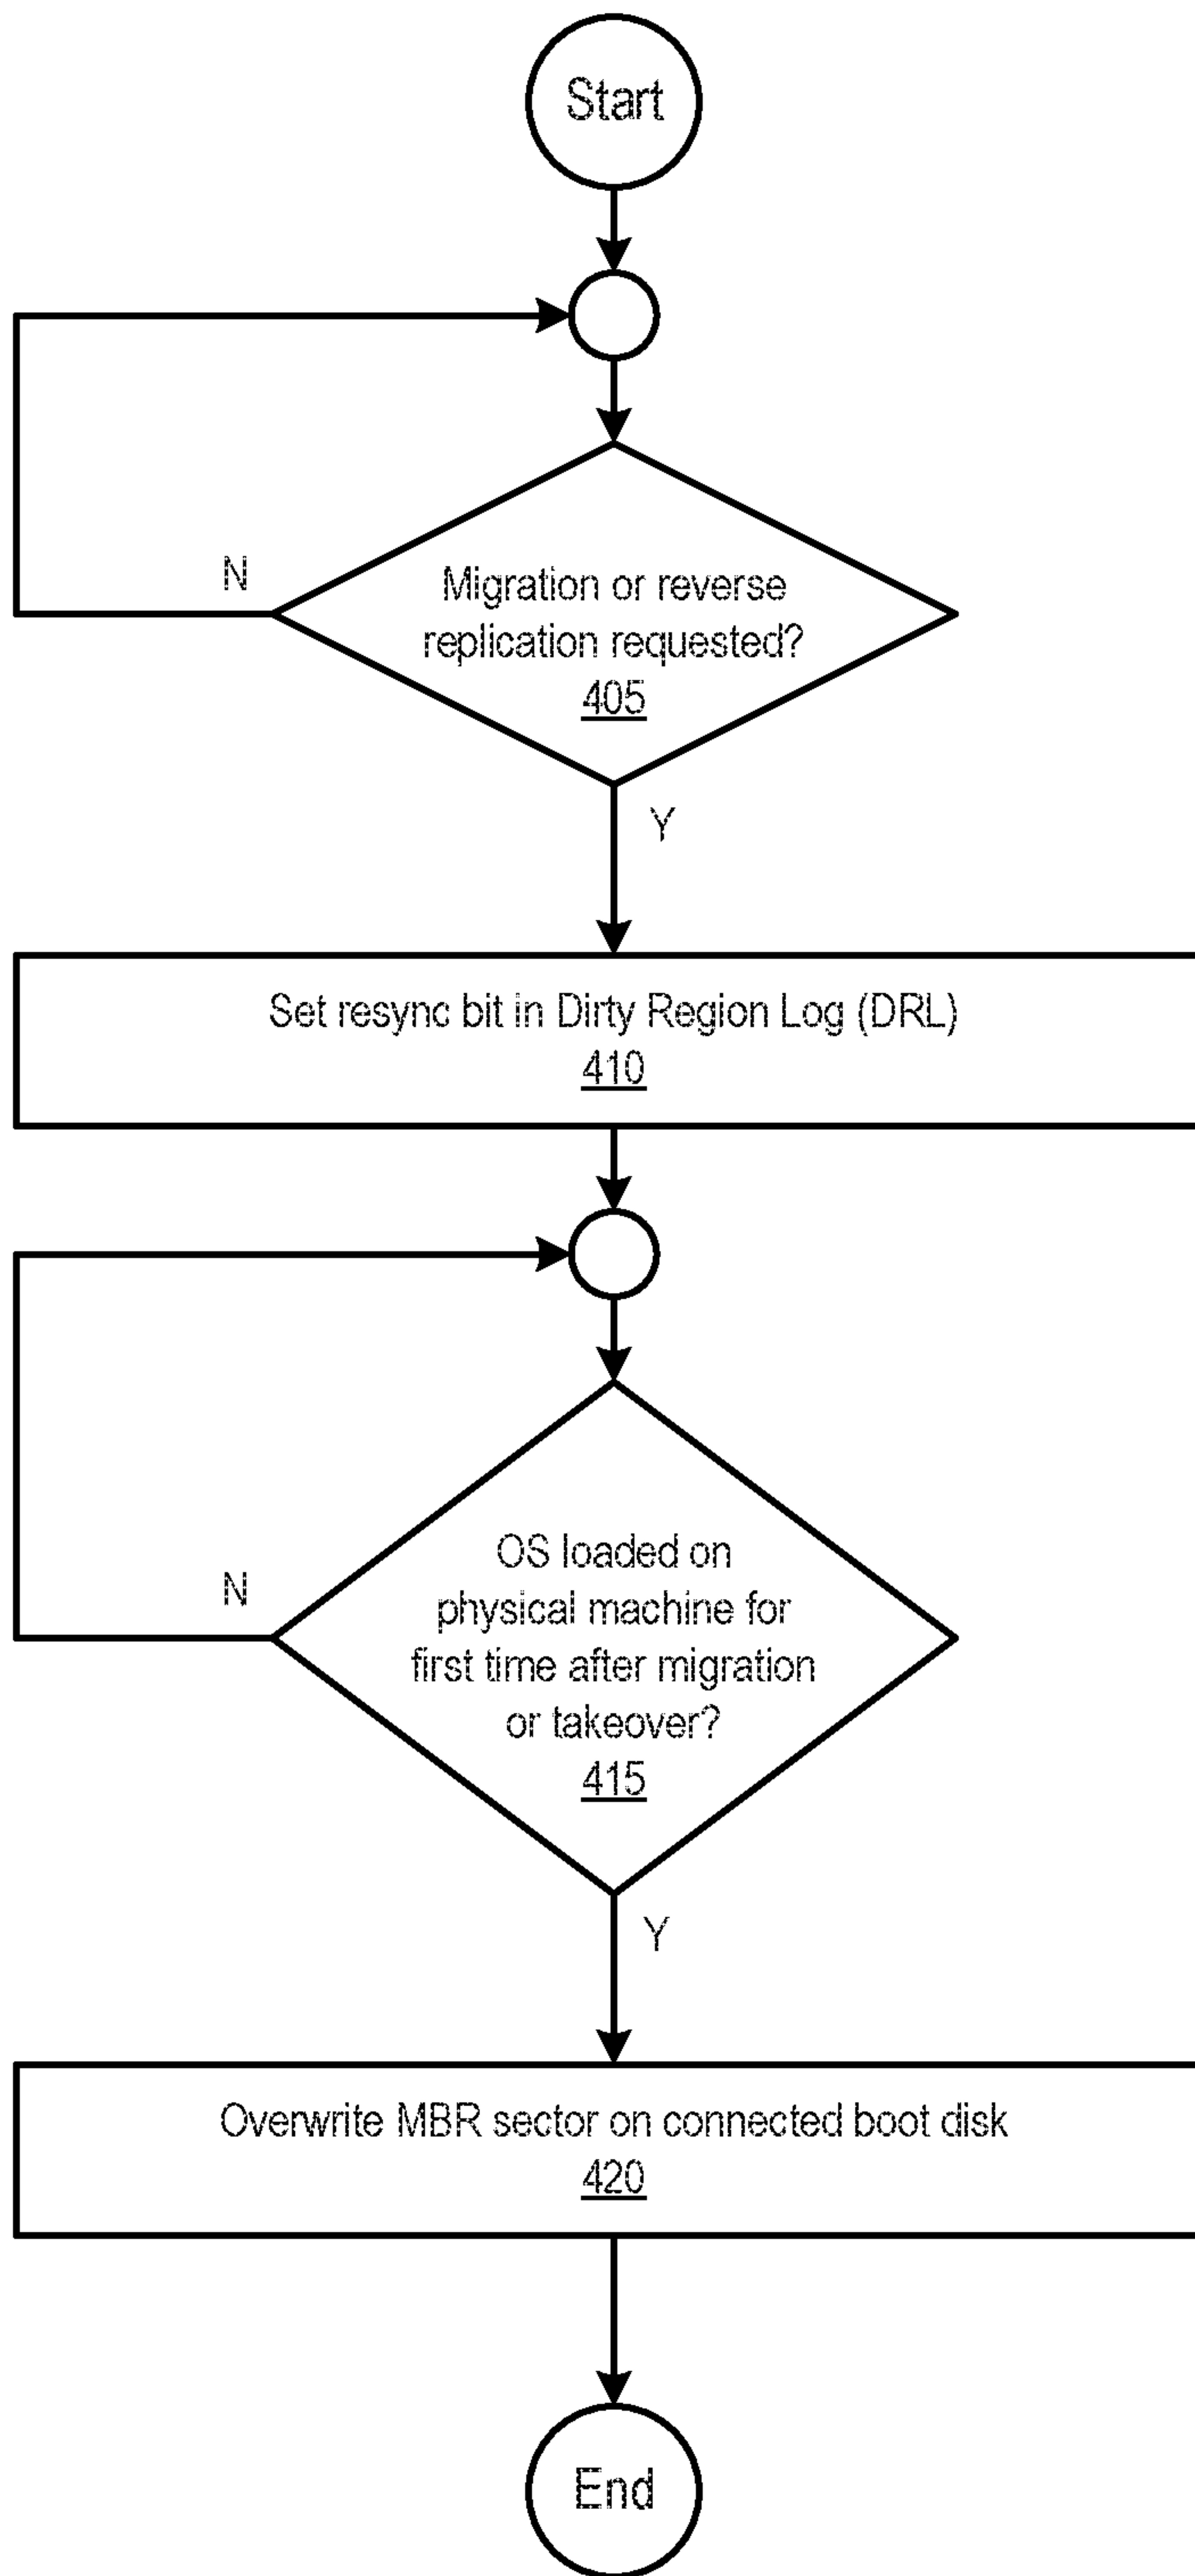 Start
N
Migration or reverse
replication requested?
405
Y
Set resync bit in Dirty Region Log (DRL)
410
N
OS loaded on
physical machine for
first time after migration
or takeover?
415
Y
Overwrite MBR sector on connected boot disk
420
End